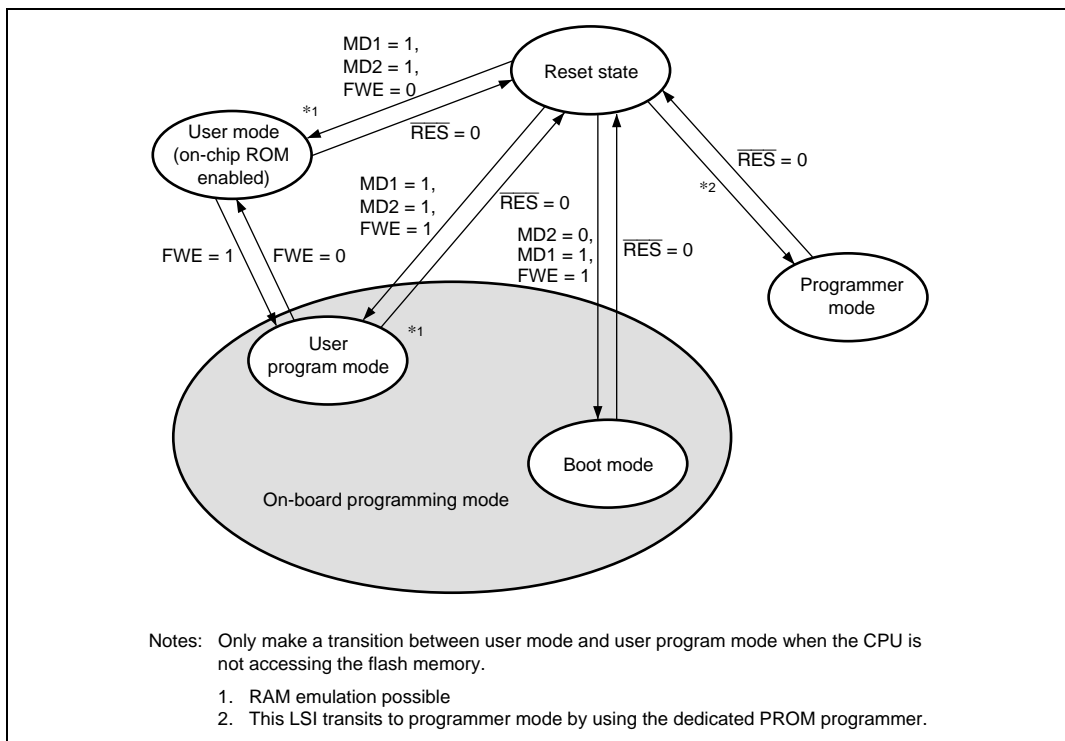 MD1 = 1,
MD2 = 1,
FWE = 0
Reset state
*1
RES = 0
User mode
(on-chip ROM
enabled)
RES = 0
*2
MD1 = 1,
MD2 = 1,
FWE = 1
RES = 0
MD2 = 0,
MD1 = 1,
FWE = 1
RES = 0
FWE = 1
FWE = 0
Programmer
mode
*1
User
program mode
Boot mode
On-board programming mode
Notes: Only make a transition between user mode and user program mode when the CPU is
not accessing the flash memory.
1. RAM emulation possible
2. This LSI transits to programmer mode by using the dedicated PROM programmer.